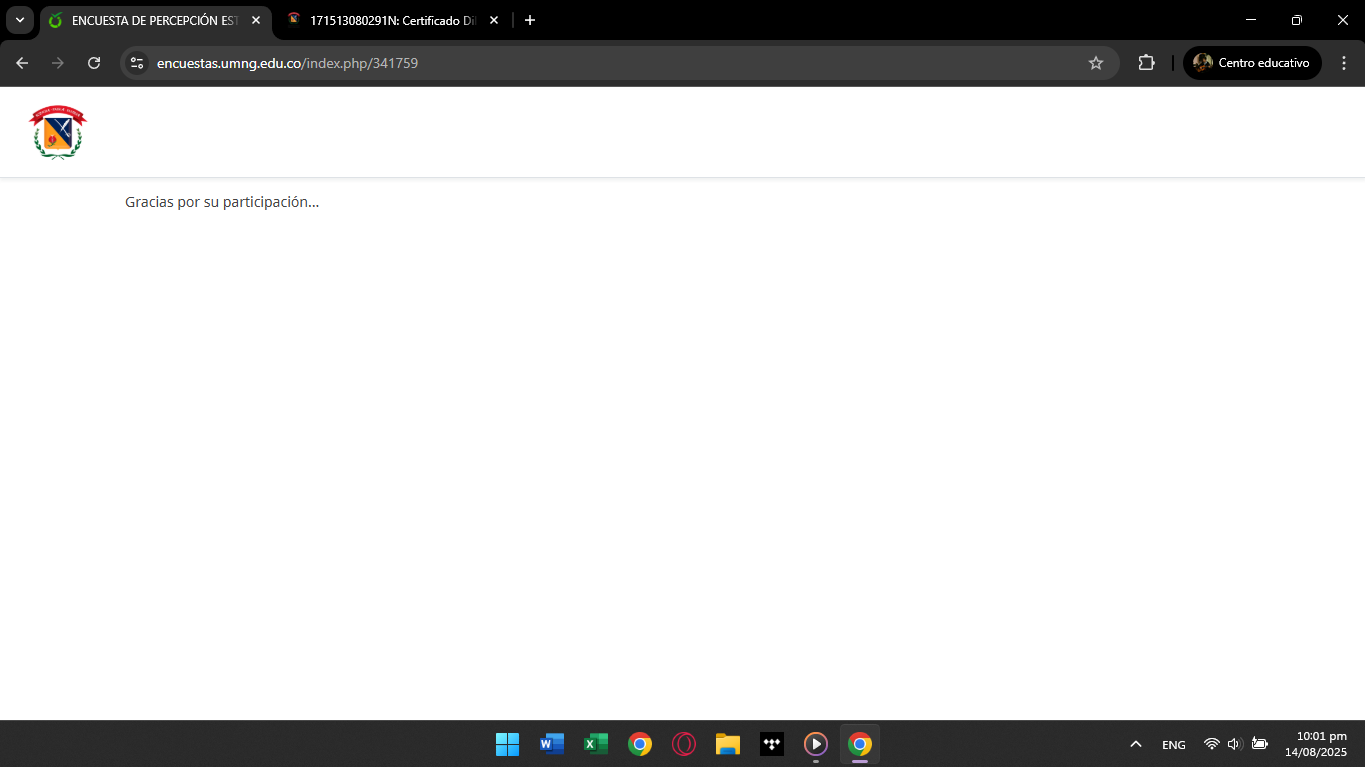 ENCUESTA DE PERCEPCIÓN EST
171513080291N: Certificado Di
encuestas.umng.edu.co/index.php/341759
Centro educativo
Gracias por su participación...
W
X
ENG
10:01 pm
14/08/2025